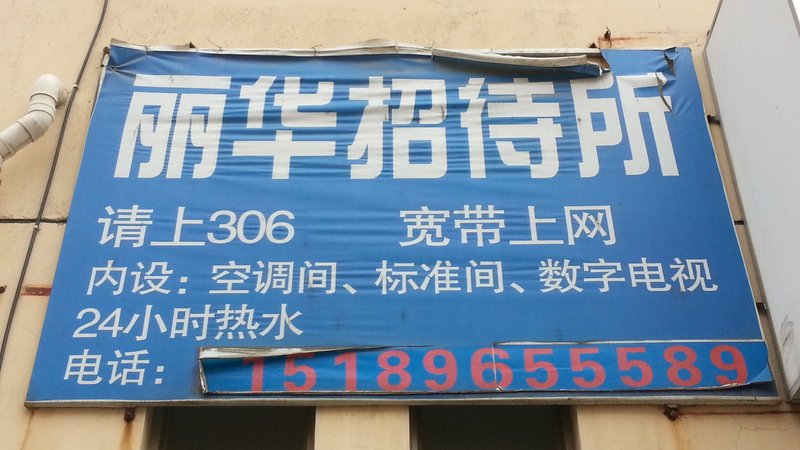 丽华招待所
请上306 宽带上网
内设：空调间、标准间、数字电视
24小时热水
电话：15189655589